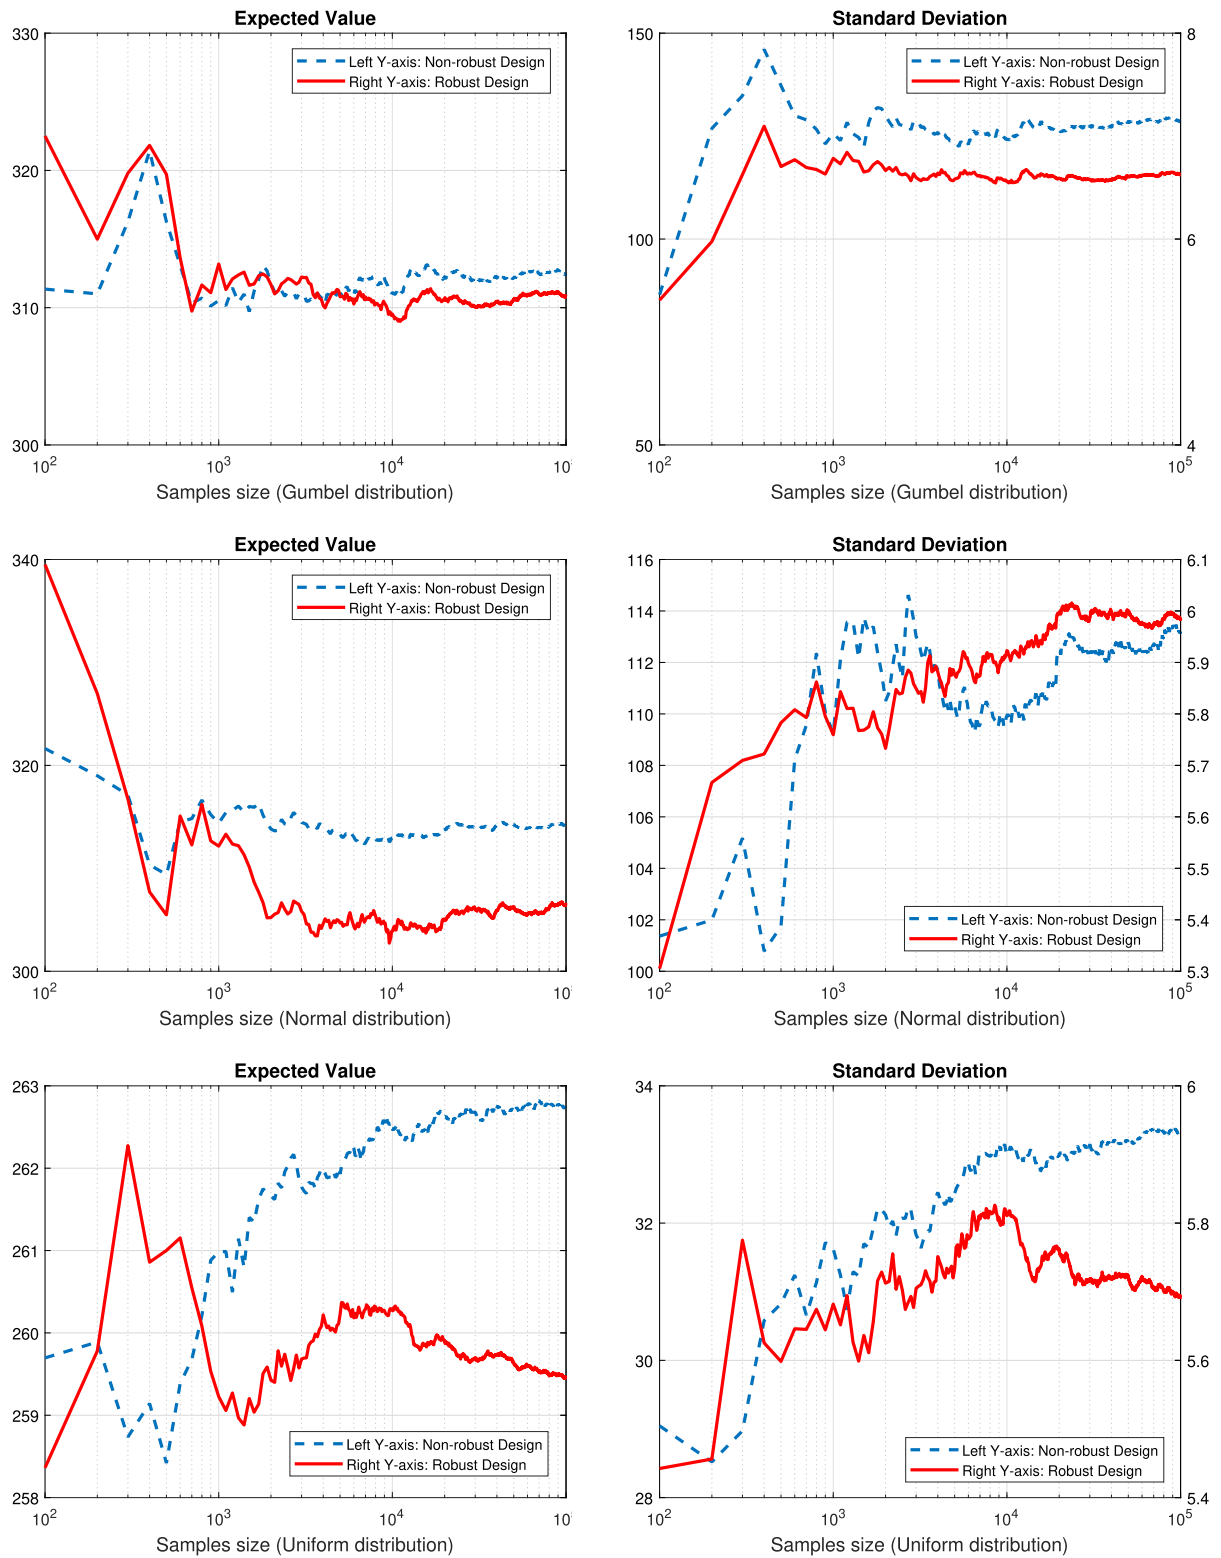 Expected Value
330
320
310
300
Left Y-axis: Non-robust Design
Right Y-axis: Robust Design
10^2 10^3 10^4 10
Samples size (Gumbel distribution)
Standard Deviation
150
100
50
8
6
4
Left Y-axis: Non-robust Design
Right Y-axis: Robust Design
10^2 10^3 10^4 10^5
Samples size (Gumbel distribution)
Expected Value
340
320
300
Left Y-axis: Non-robust Design
Right Y-axis: Robust Design
10^2 10^3 10^4 10
Samples size (Normal distribution)
Standard Deviation
116
114
112
110
108
106
104
102
100
6.1
6
5.9
5.8
5.7
5.6
5.5
5.4
5.3
Left Y-axis: Non-robust Design
Right Y-axis: Robust Design
10^2 10^3 10^4 10^5
Samples size (Normal distribution)
Expected Value
263
262
261
260
259
258
Left Y-axis: Non-robust Design
Right Y-axis: Robust Design
10^2 10^3 10^4 10
Samples size (Uniform distribution)
Standard Deviation
34
32
30
28
6
5.8
5.6
5.4
Left Y-axis: Non-robust Design
Right Y-axis: Robust Design
10^2 10^3 10^4 10^5
Samples size (Uniform distribution)